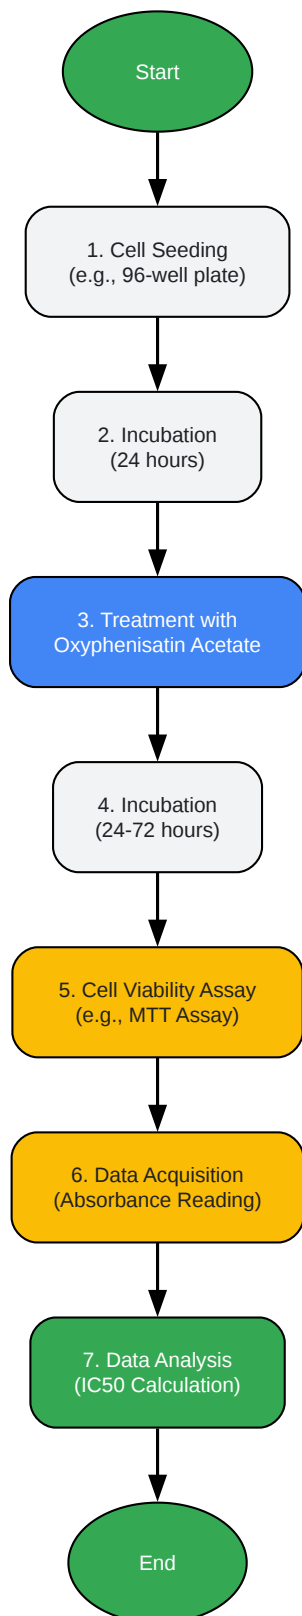 Start
1. Cell Seeding
(e.g., 96-well plate)
2. Incubation
(24 hours)
3. Treatment with
Oxyphenisatin Acetate
4. Incubation
(24-72 hours)
5. Cell Viability Assay
(e.g., MTT Assay)
6. Data Acquisition
(Absorbance Reading)
7. Data Analysis
(IC50 Calculation)
End